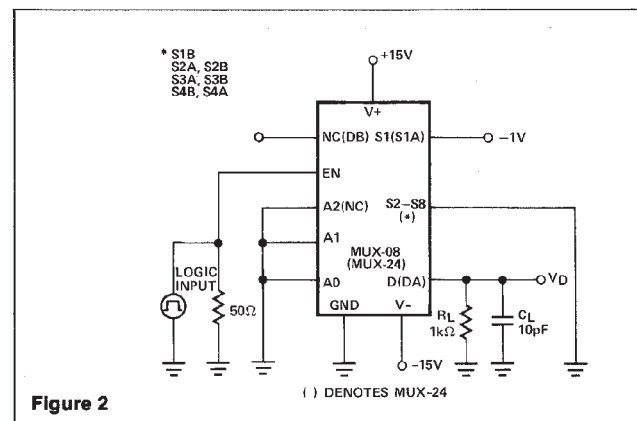 * S1B
S2A, S2B
S3A, S3B
S4B, S4A
+15V
V+
NC(DB)
S1(S1A)
−1V
EN
A2(NC)
S2–S8
(*)
A1
MUX-08
(MUX-24)
LOGIC
INPUT
A0
D(DA)
VD
50Ω
GND
V−
RL
1kΩ
CL
10pF
−15V
( ) DENOTES MUX-24
Figure 2